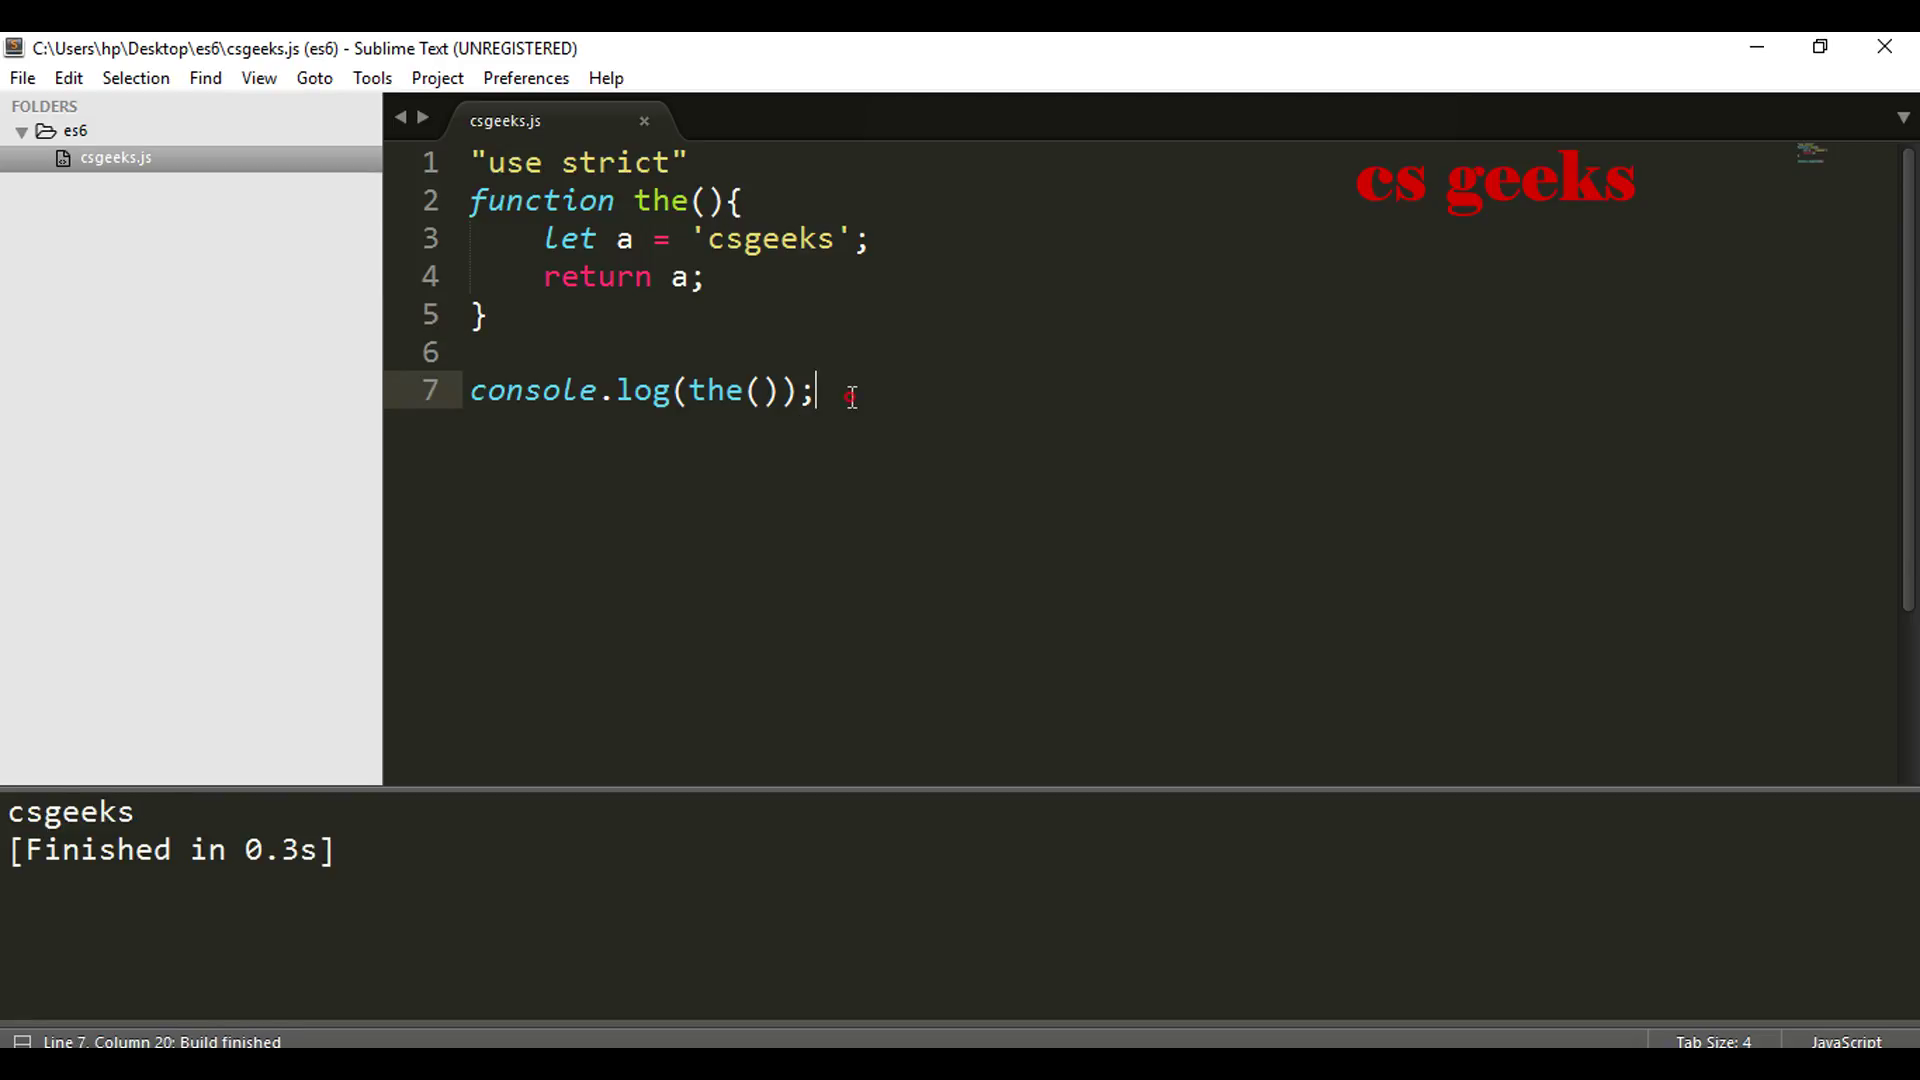 C:\Users\hp\Desktop\es6\csgeeks.js (es6) - Sublime Text (UNREGISTERED)
File Edit Selection Find View Goto Tools Project Preferences Help
FOLDERS
es6
csgeeks.js
csgeeks.js
cs geeks
1 "use strict"
2 function the(){
3     let a = 'csgeeks';
4     return a;
5 }
6
7 console.log(the());
csgeeks
[Finished in 0.3s]
Line 7, Column 20; Build finished
Tab Size: 4
JavaScript